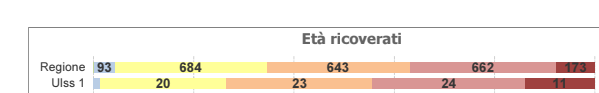 Età ricoverati
Regione 93 684 643 662 173
Ulss 1 20 23 24 11